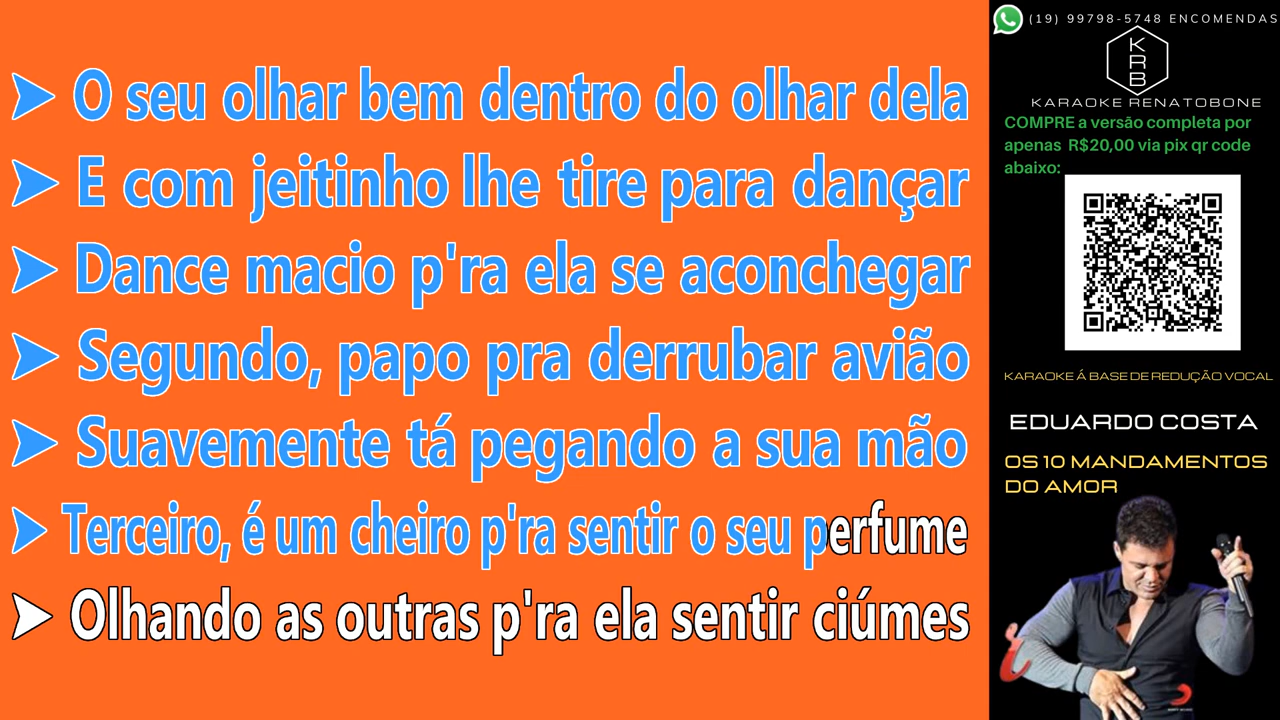 ➤ O seu olhar bem dentro do olhar dela
➤ E com jeitinho lhe tire para dançar
➤ Dance macio p'ra ela se aconchegar
➤ Segundo, papo pra derrubar avião
➤ Suavemente tá pegando a sua mão
➤ Terceiro, é um cheiro p'ra sentir o seu perfume
➤ Olhando as outras p'ra ela sentir ciúmes
(19) 99798-5748 ENCOMENDAS
K
R
B
KARAOKE RENATOBONE
COMPRE a versão completa por
apenas R$20,00 via pix qr code
abaixo:
KARAOKE Á BASE DE REDUÇÃO VOCAL
EDUARDO COSTA
OS 10 MANDAMENTOS
DO AMOR